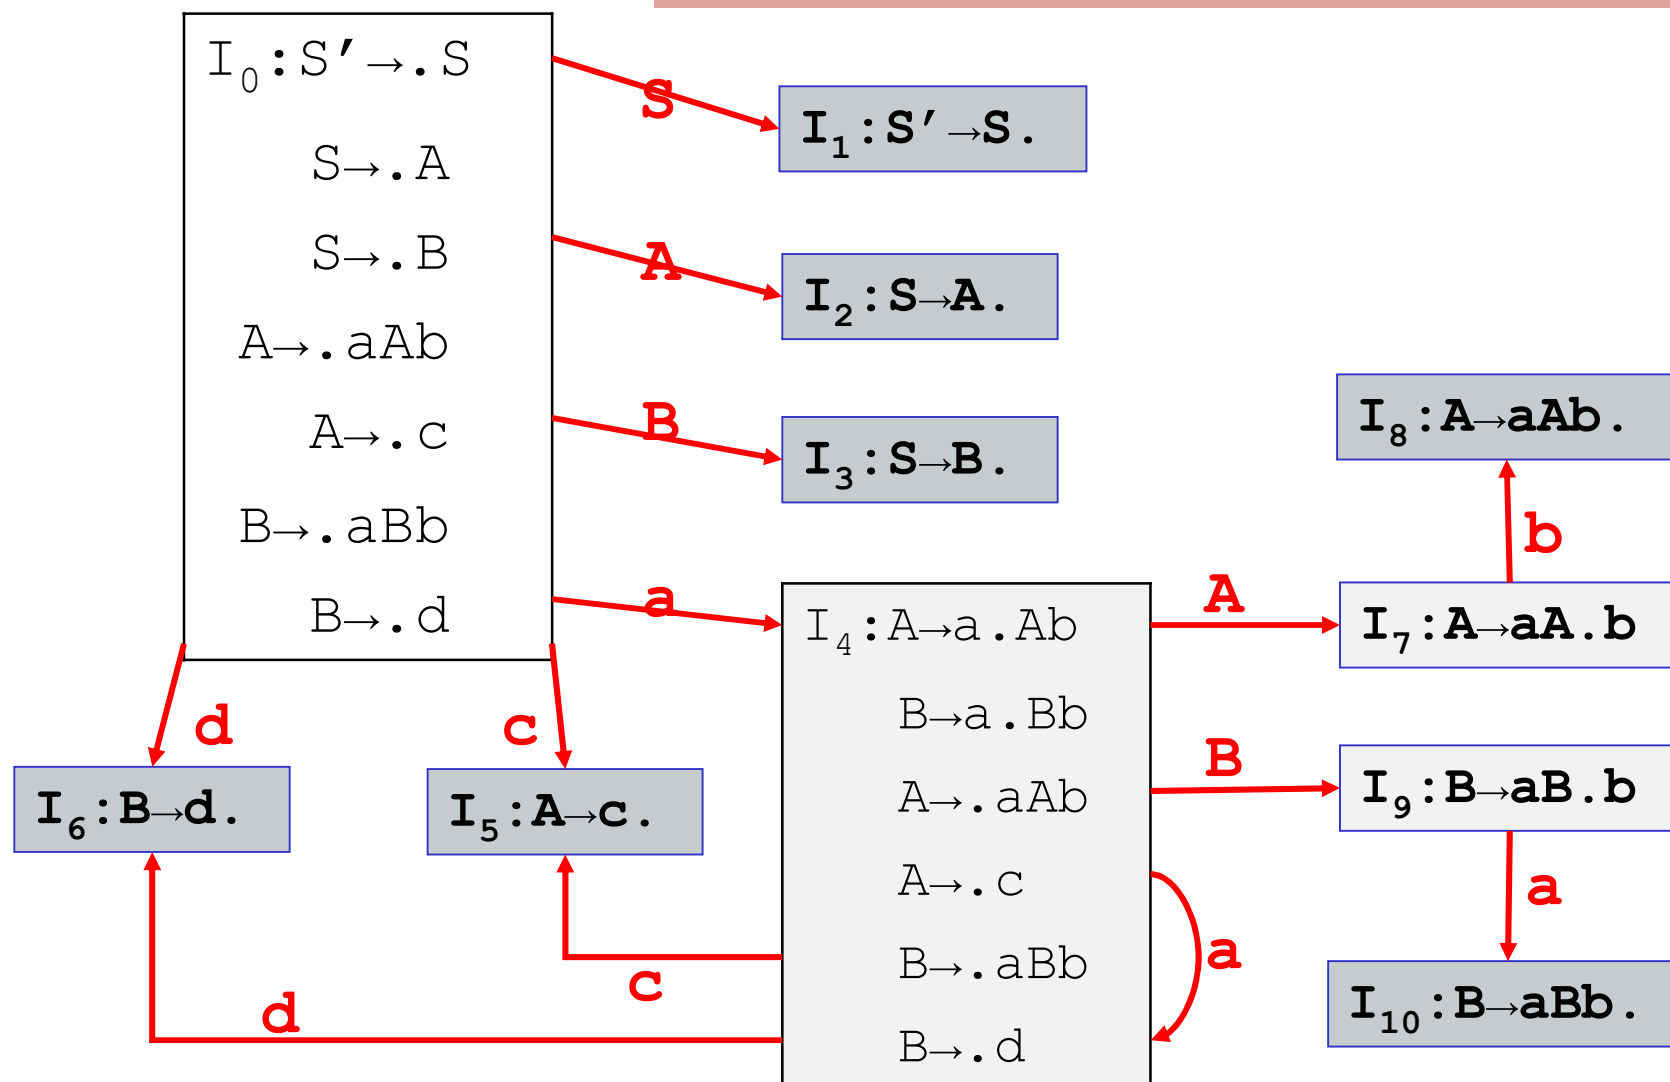 I0:S′→.S
S→.A
S→.B
A→.aAb
A→.c
B→.aBb
B→.d
S
I1:S′→S.
A
I2:S→A.
B
I3:S→B.
a
I4:A→a.Ab
B→a.Bb
A→.aAb
A→.c
B→.aBb
B→.d
A
I7:A→aA.b
b
I8:A→aAb.
B
I9:B→aB.b
a
I10:B→aBb.
a
d
c
I6:B→d.
I5:A→c.
c
d